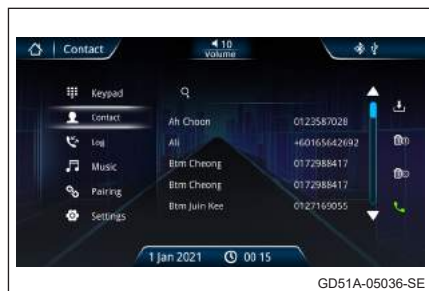 Contact
10
Volume
Keypad
Contact
Log
Music
Pairing
Settings
Ah Choon 0123587028
Ali +60165642692
Btm Cheong 0172988417
Btm Cheong 0172988417
Btm Juin Kee 0127169055
1 Jan 2021 00 15
GD51A-05036-SE